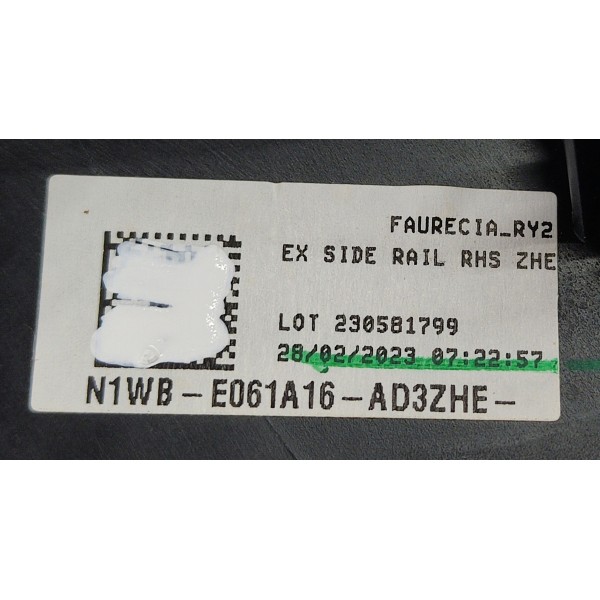 FAURECIA_RY2
EX SIDE RAIL RHS ZHE
LOT 230581799
28/02/2023 07:22:57
N1WB-E061A16-AD3ZHE-